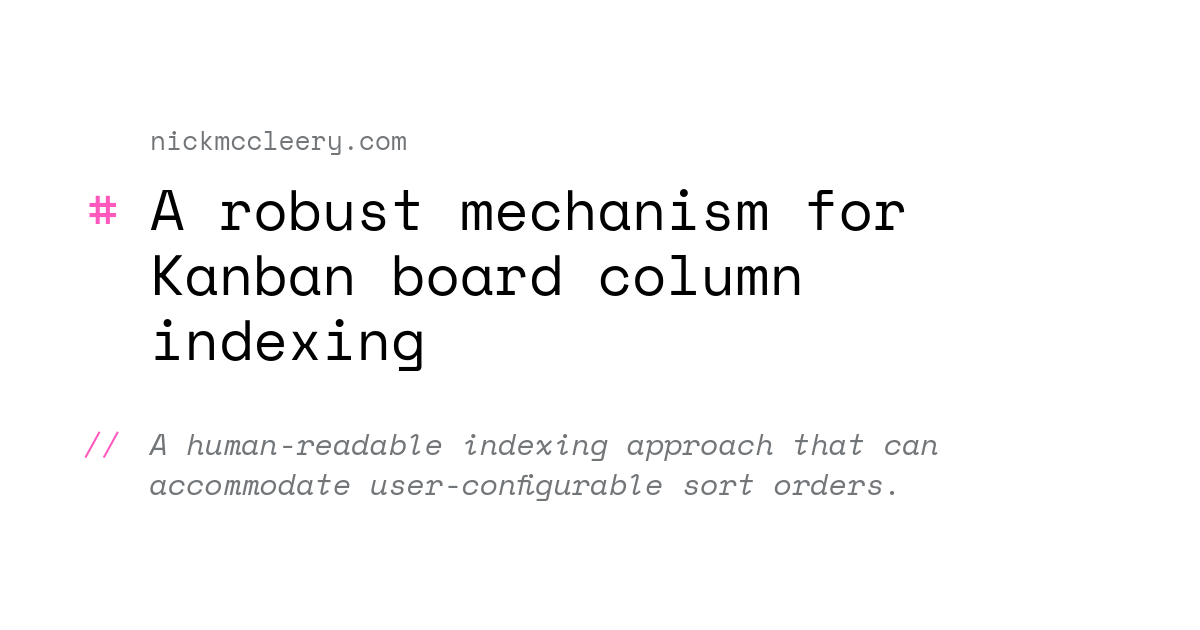 nickmccleery.com
# A robust mechanism for
Kanban board column
indexing
// A human-readable indexing approach that can
accommodate user-configurable sort orders.